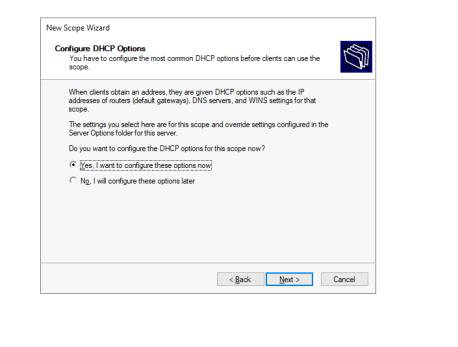 New Scope Wizard
Configure DHCP Options
You have to configure the most common DHCP options before clients can use the
scope.
When clients obtain an address, they are given DHCP options such as the IP
addresses of routers (default gateways), DNS servers, and WINS settings for that
scope.
The settings you select here are for this scope and override settings configured in the
Server Options folder for this server.
Do you want to configure the DHCP options for this scope now?
Yes, I want to configure these options now
No, I will configure these options later
< Back Next > Cancel